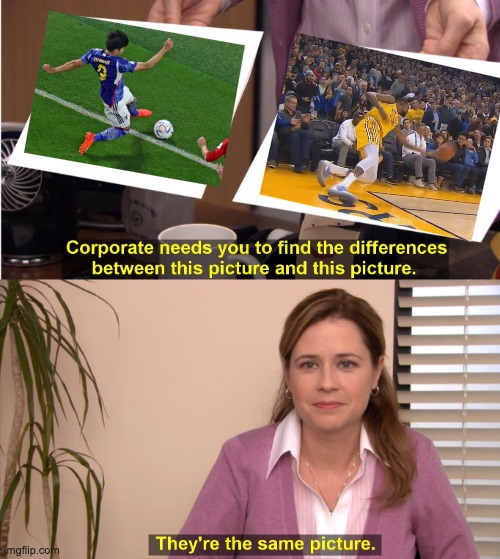 Corporate needs you to find the differences
between this picture and this picture.
They're the same picture.
imgflip.com